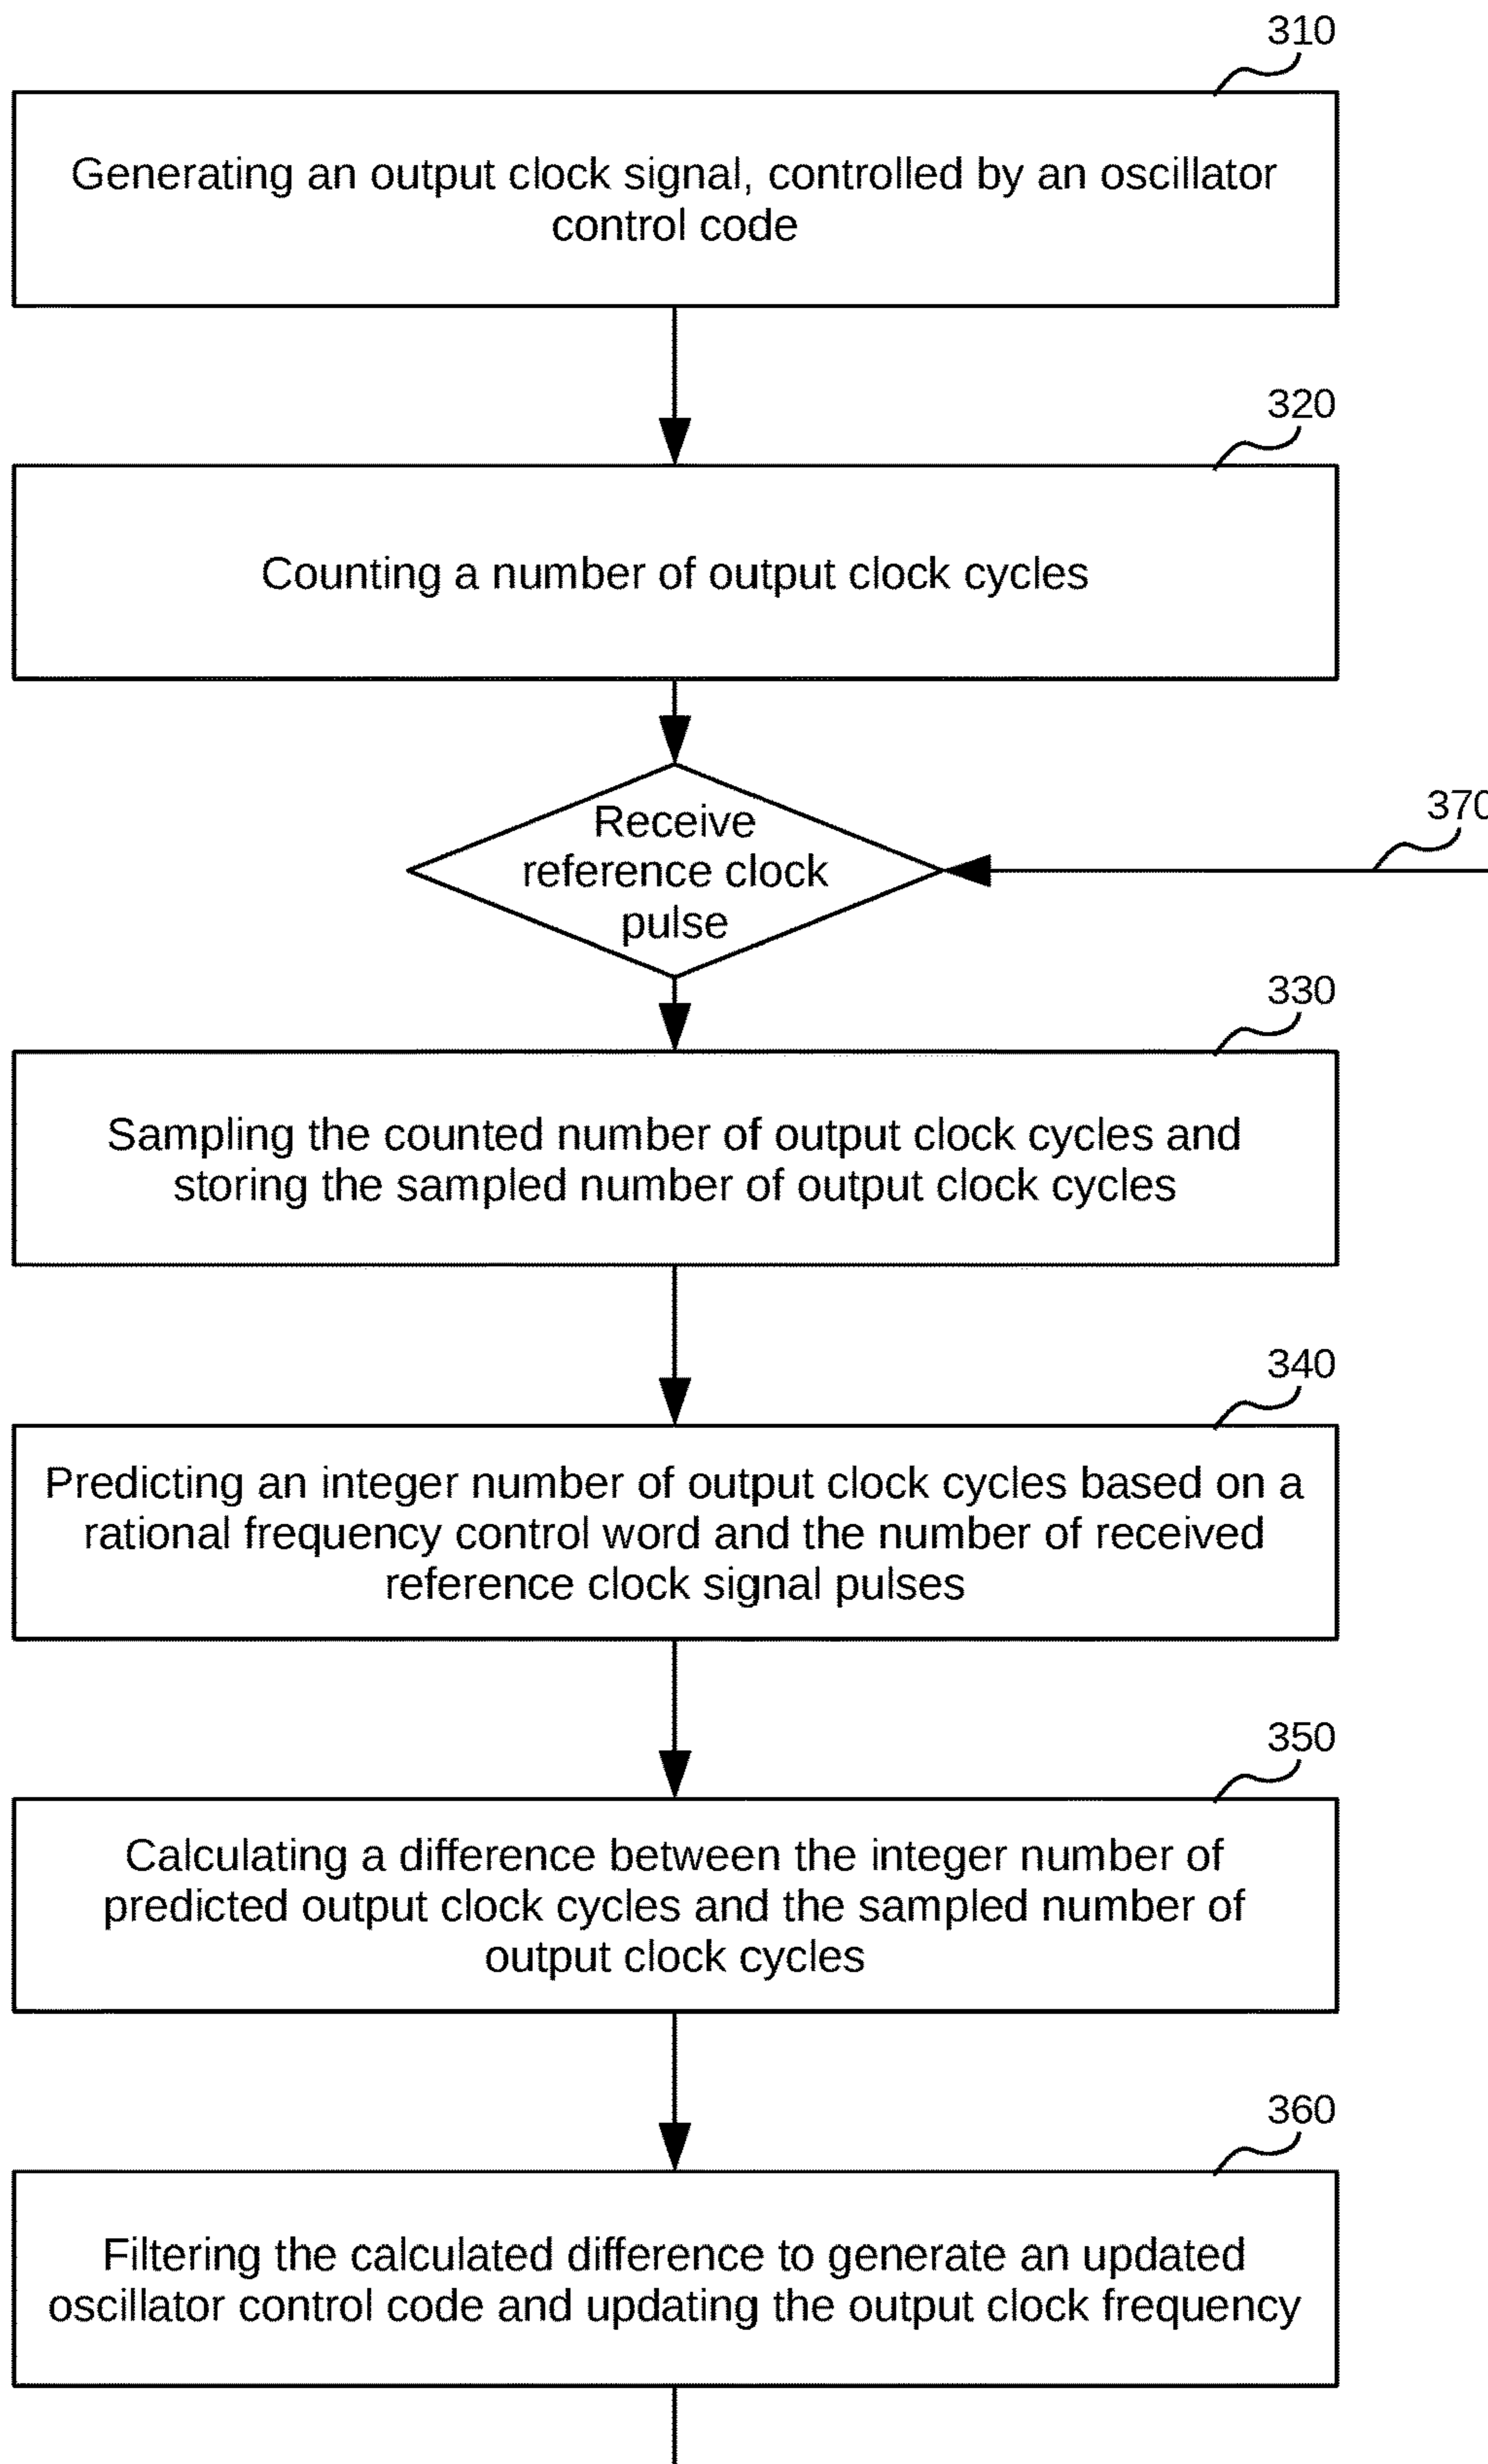 310
Generating an output clock signal, controlled by an oscillator
control code
320
Counting a number of output clock cycles
Receive
reference clock
pulse
370
330
Sampling the counted number of output clock cycles and
storing the sampled number of output clock cycles
340
Predicting an integer number of output clock cycles based on a
rational frequency control word and the number of received
reference clock signal pulses
350
Calculating a difference between the integer number of
predicted output clock cycles and the sampled number of
output clock cycles
360
Filtering the calculated difference to generate an updated
oscillator control code and updating the output clock frequency